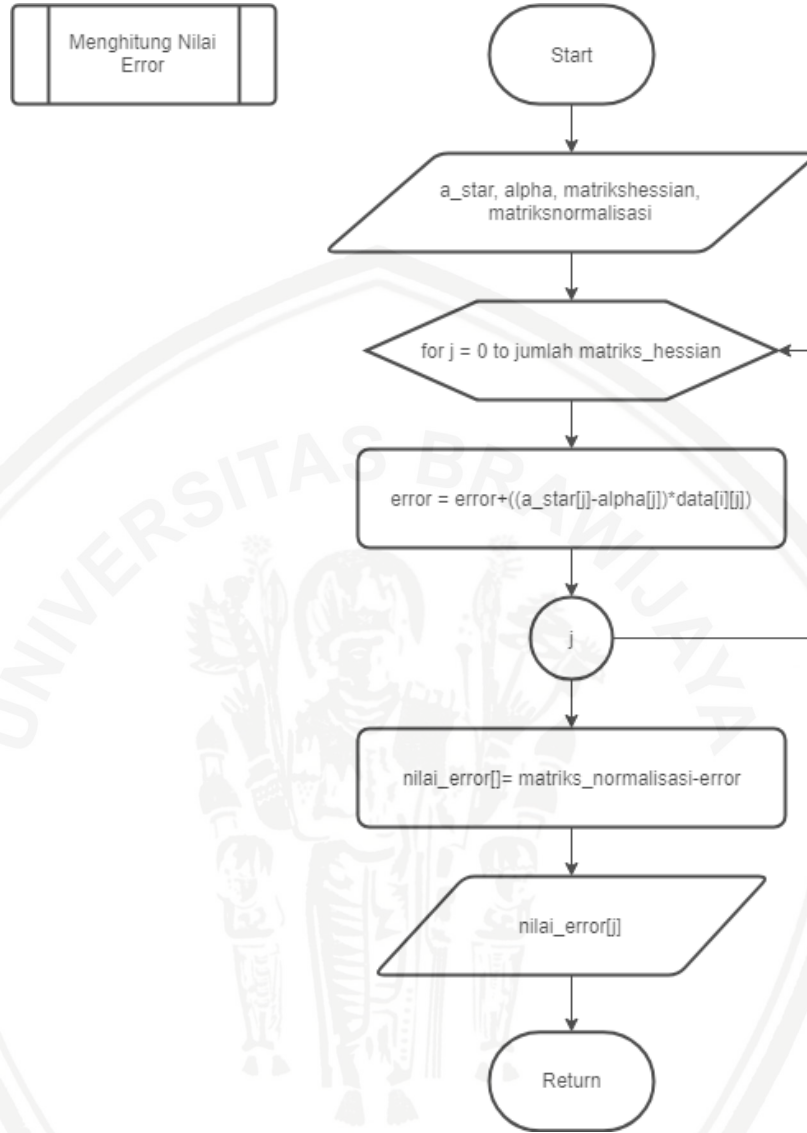 Menghitung Nilai
Error
Start
a_star, alpha, matrikshessian,
matriksnormalisasi
for j = 0 to jumlah matriks_hessian
error = error+((a_star[j]-alpha[j])*data[i][j])
j
nilai_error[]= matriks_normalisasi-error
nilai_error[j]
Return
UNIVERSITAS BRAWIJAYA